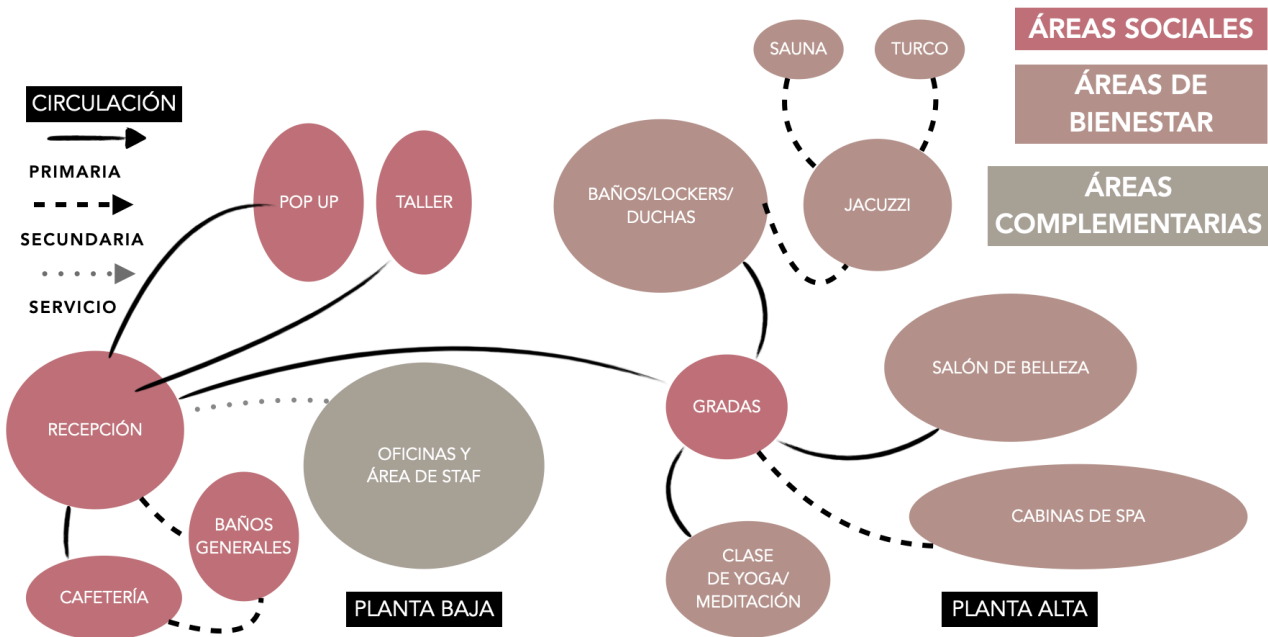 CIRCULACIÓN
PRIMARIA
SECUNDARIA
SERVICIO
POP UP
TALLER
RECEPCIÓN
OFICINAS Y
ÁREA DE STAF
BAÑOS
GENERALES
CAFETERÍA
PLANTA BAJA
SAUNA
TURCO
BAÑOS/LOCKERS/
DUCHAS
JACUZZI
GRADAS
SALÓN DE BELLEZA
CABINAS DE SPA
CLASE
DE YOGA/
MEDITACIÓN
PLANTA ALTA
ÁREAS SOCIALES
ÁREAS DE
BIENESTAR
ÁREAS
COMPLEMENTARIAS